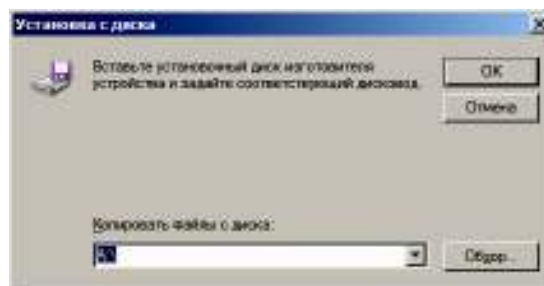 Установка с диска
Вставьте установочный диск изготовителя
устройства и задайте соответствующий дисковод.
OK
Отмена
Копировать файлы с диска:
A:\
Обзор...